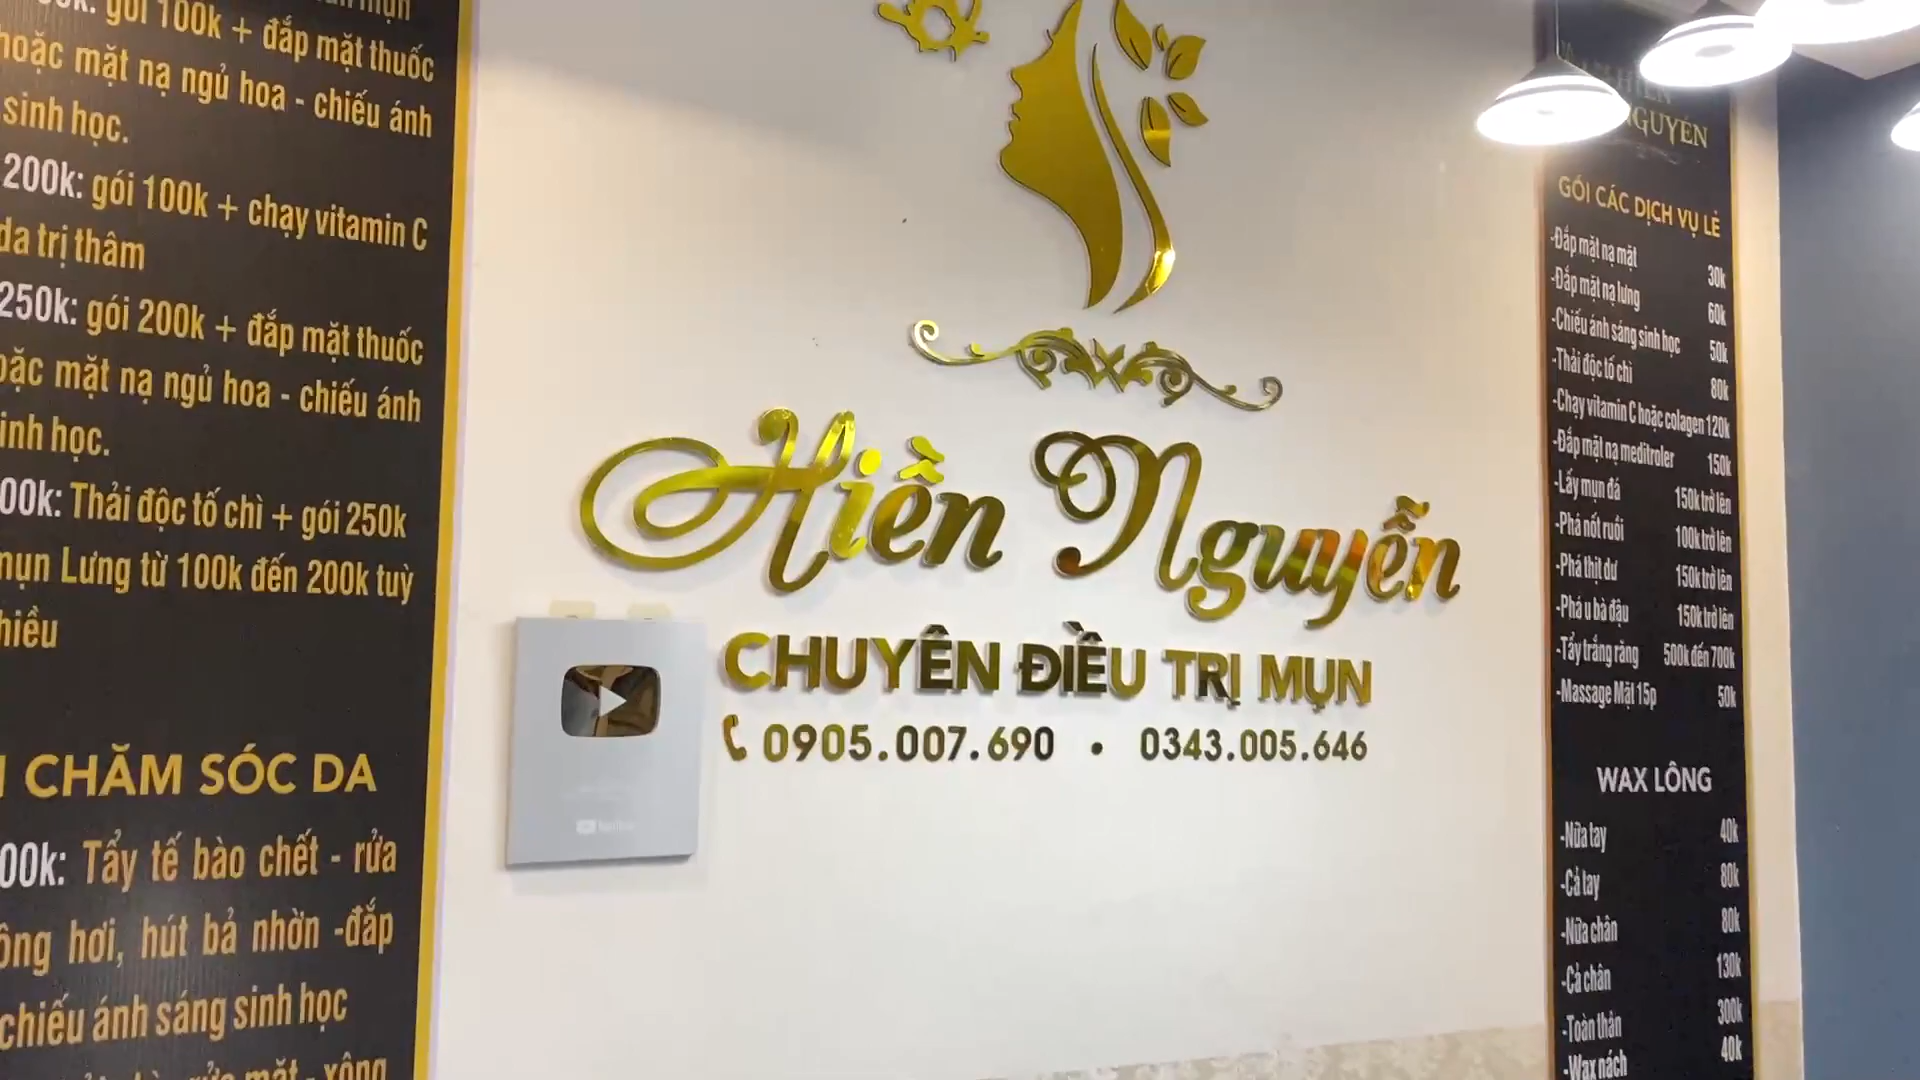 gói 100k + đắp mặt thuốc
hoặc mặt nạ ngủ hoa - chiếu ánh
sinh học.
200k: gói 100k + chạy vitamin C
da trị thâm
250k: gói 200k + đắp mặt thuốc
mặt nạ ngủ hoa - chiếu ánh
học.
00k: Thải độc tố chì + gói 250k
mụn Lưng từ 100k đến 200k tuỳ
CHĂM SÓC DA
00k: Tẩy tế bào chết - rửa
hơi, hút bả nhờn -đắp
chiếu ánh sáng sinh học
Hiền Nguyễn
CHUYÊN ĐIỀU TRỊ MỤN
0905.007.690 • 0343.005.646
NGUYỄN
GÓI CÁC DỊCH VỤ LẺ
-Đắp mặt nạ mặt 30k
-Đắp mặt nạ lưng 60k
-Chiếu ánh sáng sinh học 50k
-Thải độc tố chì 80k
-Chạy vitamin C hoặc colagen 120k
-Đắp mặt nạ meditroler 150k
-Lấy mụn đá 150k trở lên
-Phá nốt ruồi 100k trở lên
-Phá thịt dư 150k trở lên
-Phá u bà đậu 150k trở lên
-Tẩy trắng răng 500k đến 700k
-Massage Mặt 15p 50k
WAX LÔNG
-Nữa tay 40k
-Cả tay 80k
-Nữa chân 80k
-Cả chân 130k
-Toàn thân 300k
-Wax nách 40k